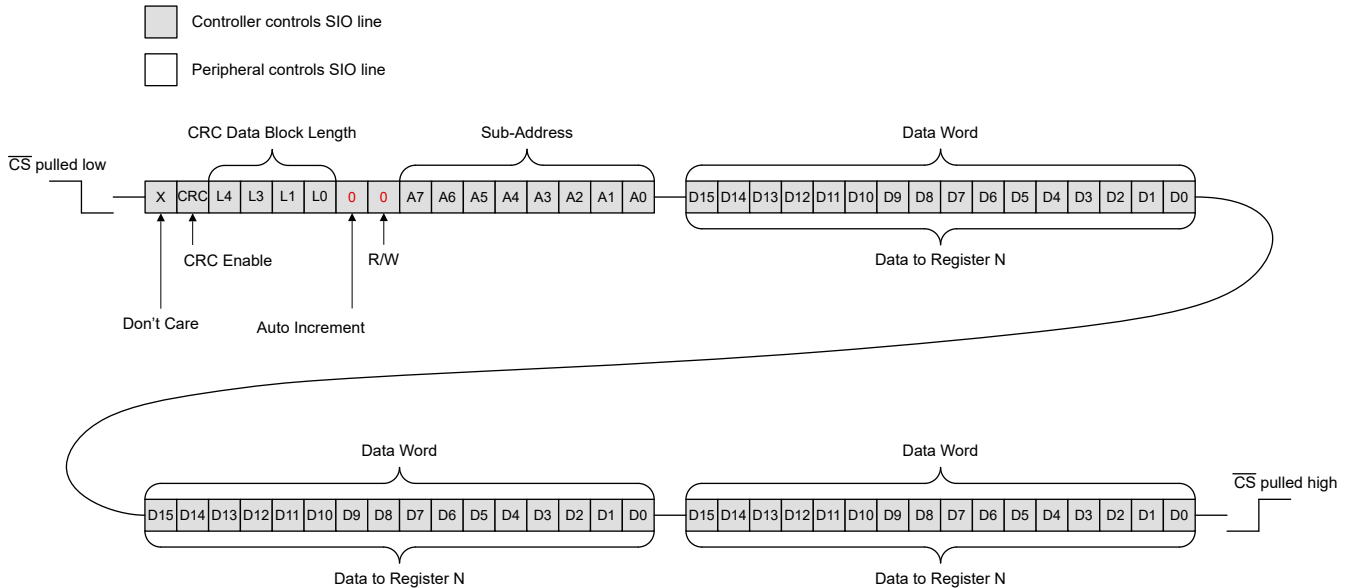 Controller controls SIO line
Peripheral controls SIO line
CRC Data Block Length
Sub-Address
Data Word
CS pulled low
X CRC L4 L3 L1 L0 0 0 A7 A6 A5 A4 A3 A2 A1 A0 D15 D14 D13 D12 D11 D10 D9 D8 D7 D6 D5 D4 D3 D2 D1 D0
CRC Enable
R/W
Data to Register N
Don't Care
Auto Increment
Data Word
Data Word
CS pulled high
D15 D14 D13 D12 D11 D10 D9 D8 D7 D6 D5 D4 D3 D2 D1 D0 D15 D14 D13 D12 D11 D10 D9 D8 D7 D6 D5 D4 D3 D2 D1 D0
Data to Register N
Data to Register N